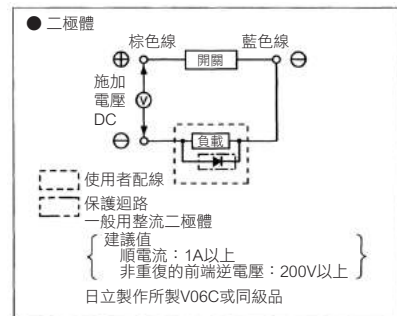 ● 二極體
棕色線
藍色線
⊕
開關
⊖
施加
電壓
DC
V
⊖
負載
使用者配線
保護迴路
一般用整流二極體
建議值
順電流：1A以上
非重復的前端逆電壓：200V以上
日立製作所製V06C或同級品